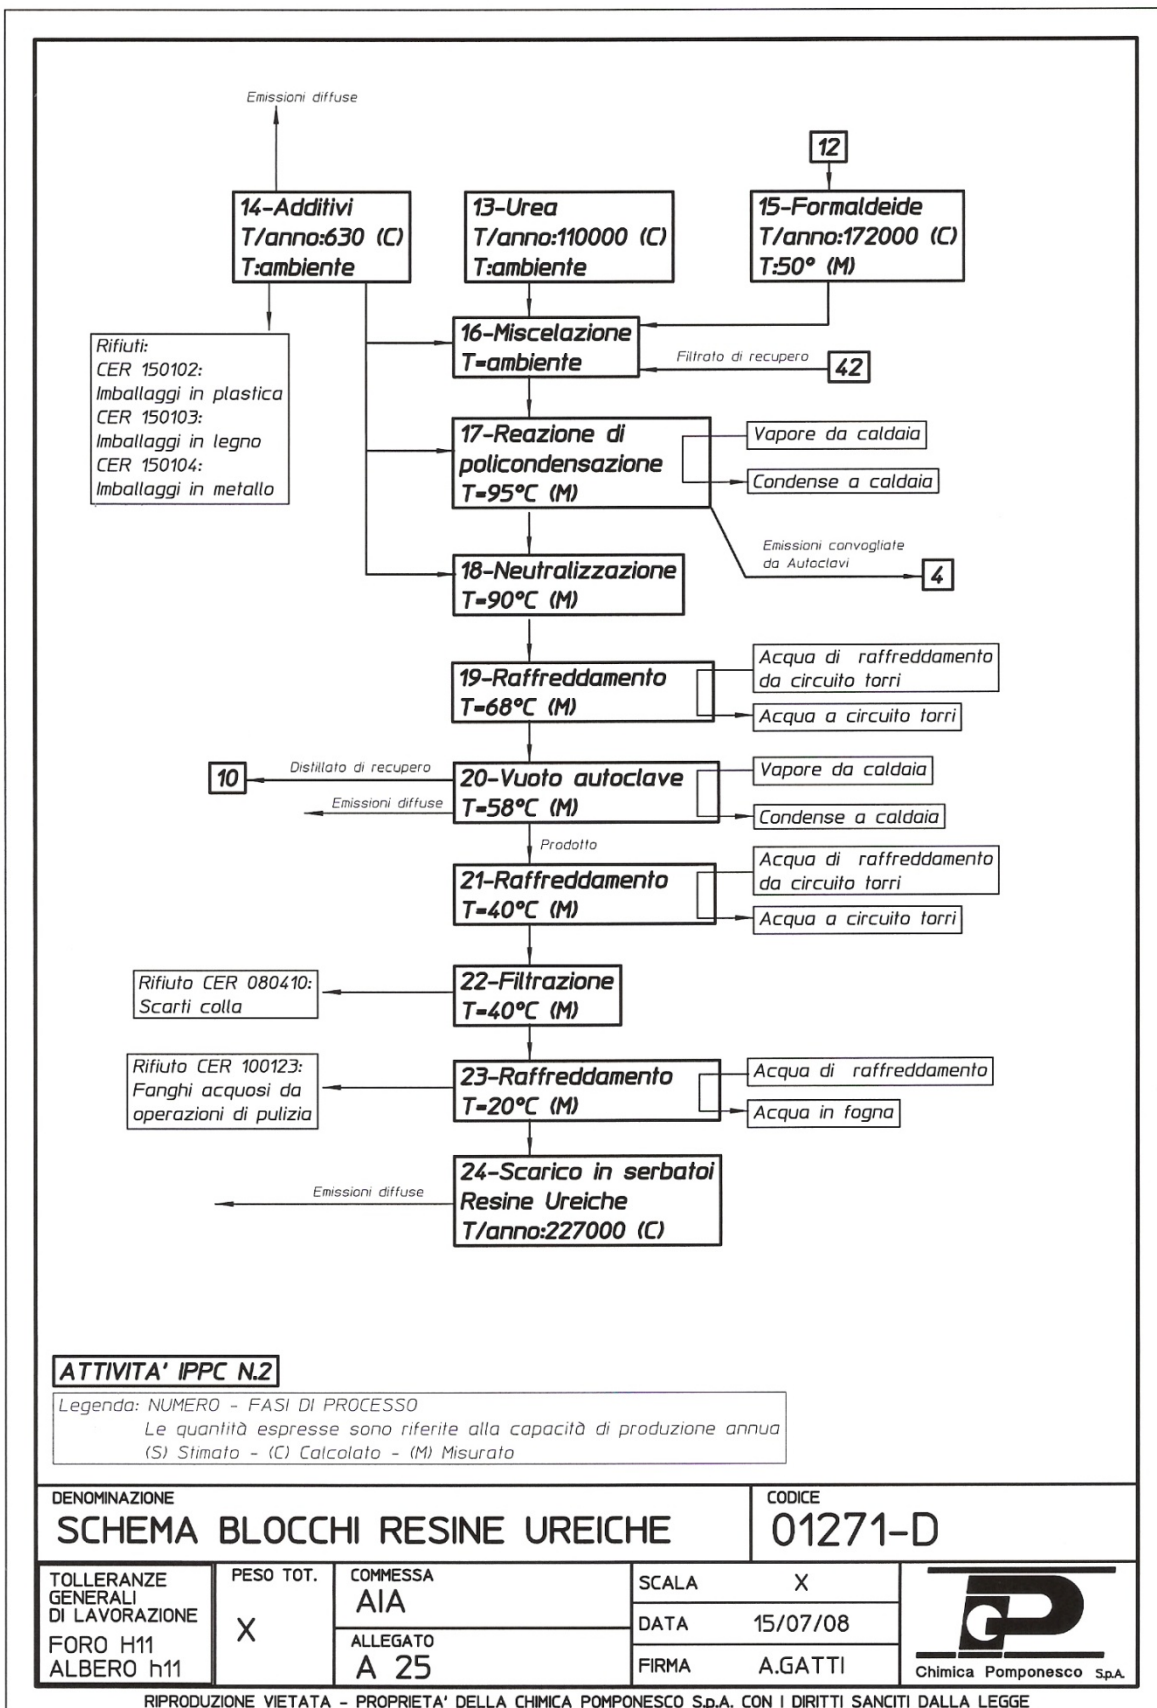 Emissioni diffuse
12
14-Additivi
T/anno:630 (C)
T:ambiente
13-Urea
T/anno:110000 (C)
T:ambiente
15-Formaldeide
T/anno:172000 (C)
T:50° (M)
Rifiuti:
CER 150102:
Imballaggi in plastica
CER 150103:
Imballaggi in legno
CER 150104:
Imballaggi in metallo
16-Miscelazione
T=ambiente
Filtrato di recupero
42
17-Reazione di
policondensazione
T=95°C (M)
Vapore da caldaia
Condense a caldaia
Emissioni convogliate
da Autoclavi
4
18-Neutralizzazione
T=90°C (M)
19-Raffreddamento
T=68°C (M)
Acqua di raffreddamento
da circuito torri
Acqua a circuito torri
10
Distillato di recupero
Emissioni diffuse
20-Vuoto autoclave
T=58°C (M)
Vapore da caldaia
Condense a caldaia
Prodotto
21-Raffreddamento
T=40°C (M)
Acqua di raffreddamento
da circuito torri
Acqua a circuito torri
Rifiuto CER 080410:
Scarti colla
22-Filtrazione
T=40°C (M)
Rifiuto CER 100123:
Fanghi acquosi da
operazioni di pulizia
23-Raffreddamento
T=20°C (M)
Acqua di raffreddamento
Acqua in fogna
Emissioni diffuse
24-Scarico in serbatoi
Resine Ureiche
T/anno:227000 (C)
ATTIVITA' IPPC N.2
Legenda: NUMERO - FASI DI PROCESSO
Le quantità espresse sono riferite alla capacità di produzione annua
(S) Stimato - (C) Calcolato - (M) Misurato
DENOMINAZIONE
SCHEMA BLOCCHI RESINE UREICHE
CODICE
01271-D
TOLLERANZE
GENERALI
DI LAVORAZIONE
FORO H11
ALBERO h11
PESO TOT.
X
COMMESSA
AIA
ALLEGATO
A 25
SCALA X
DATA 15/07/08
FIRMA A.GATTI
Chimica Pomponesco S.p.A.
RIPRODUZIONE VIETATA - PROPRIETA' DELLA CHIMICA POMPONESCO S.p.A. CON I DIRITTI SANCITI DALLA LEGGE